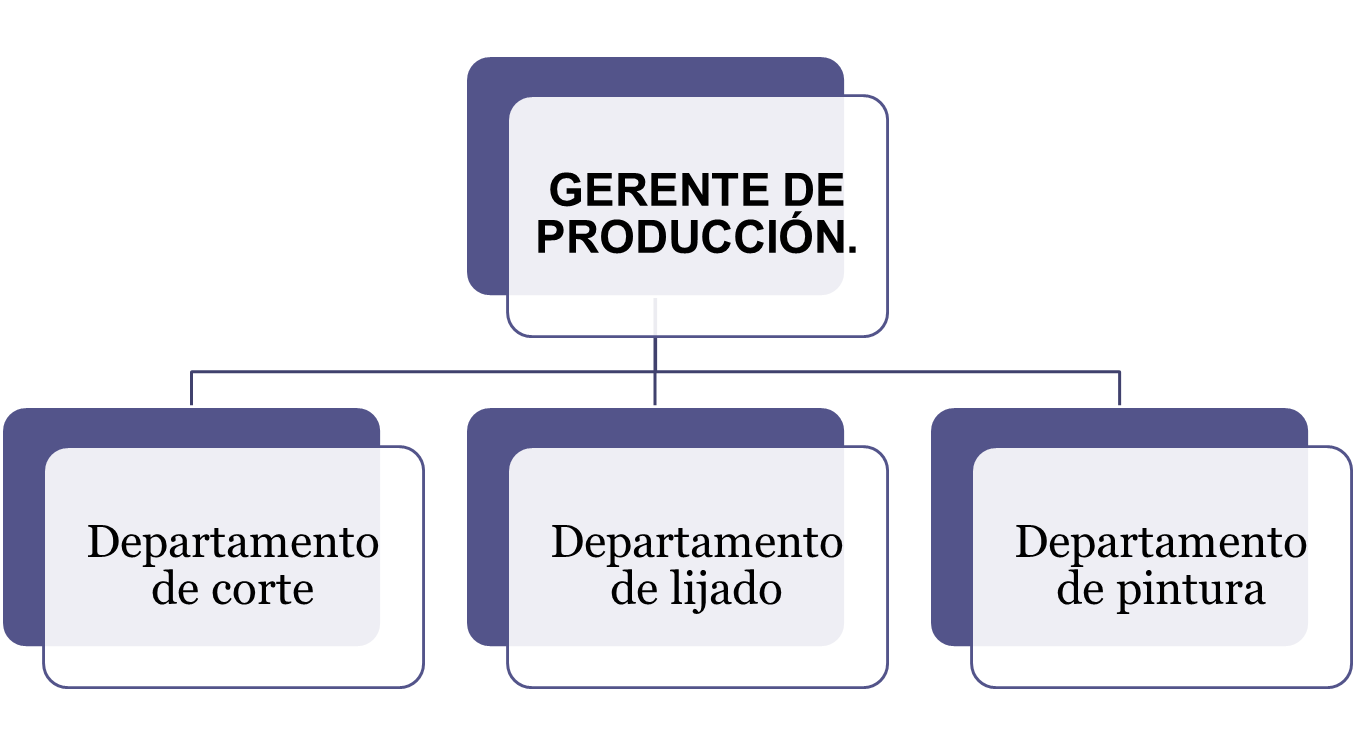 GERENTE DE
PRODUCCIÓN.
Departamento
de corte
Departamento
de lijado
Departamento
de pintura